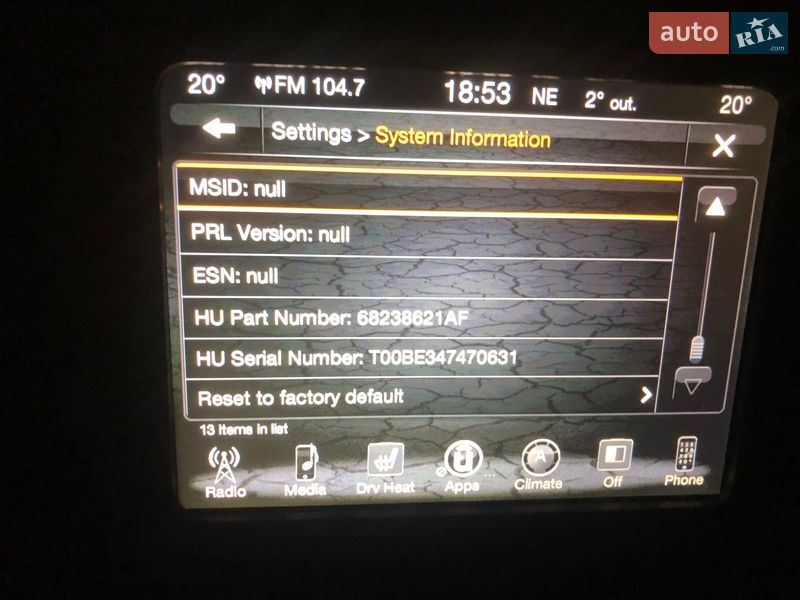 auto RIA .com
20° FM 104.7 18:53 NE 2° out. 20°
Settings > System Information
MSID: null
PRL Version: null
ESN: null
HU Part Number: 68238621AF
HU Serial Number: T00BE347470631
Reset to factory default
13 Items in list
Radio Media Drv Heat Apps Climate Off Phone